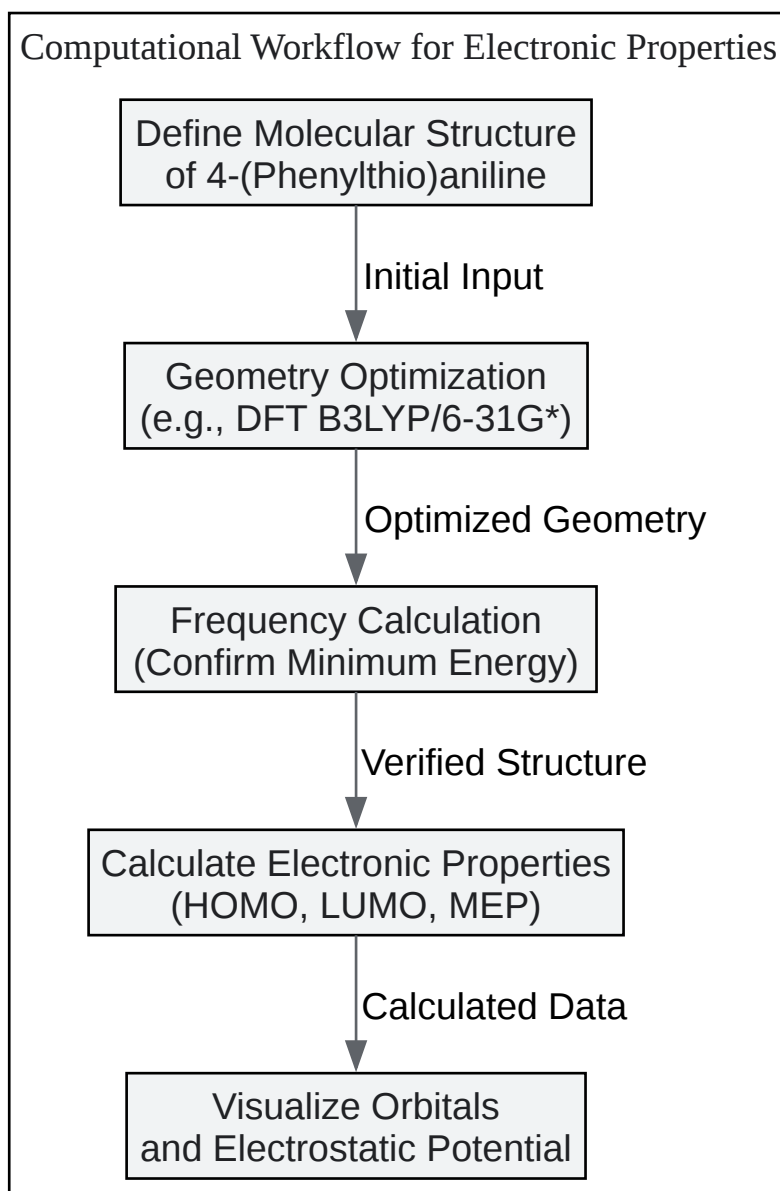 Computational Workflow for Electronic Properties
Define Molecular Structure
of 4-(Phenylthio)aniline
Initial Input
Geometry Optimization
(e.g., DFT B3LYP/6-31G*)
Optimized Geometry
Frequency Calculation
(Confirm Minimum Energy)
Verified Structure
Calculate Electronic Properties
(HOMO, LUMO, MEP)
Calculated Data
Visualize Orbitals
and Electrostatic Potential